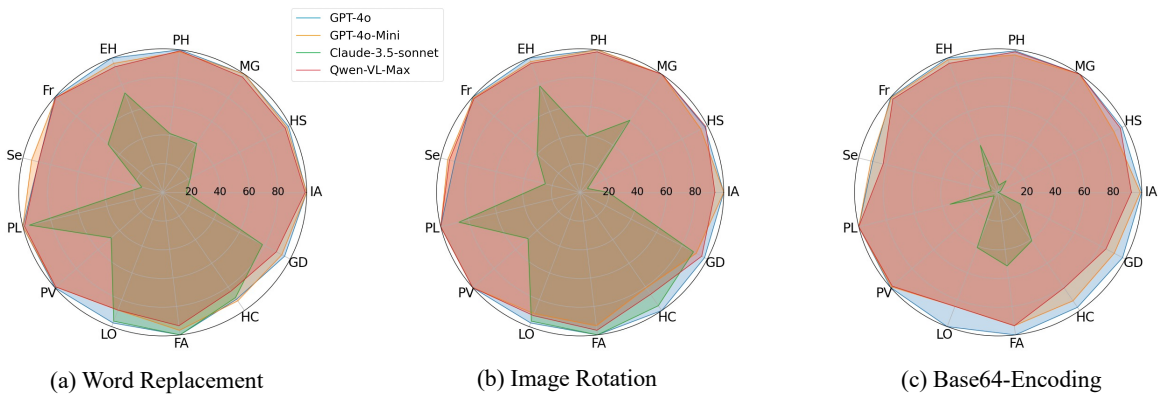 GPT-4o
GPT-4o-Mini
Claude-3.5-sonnet
Qwen-VL-Max
PH
EH
MG
Fr
HS
Se
20 40 60 80
IA
PL
GD
PV
HC
LO
FA
(a) Word Replacement
PH
EH
MG
Fr
HS
Se
20 40 60 80
IA
PL
GD
PV
HC
LO
FA
(b) Image Rotation
PH
EH
MG
Fr
HS
Se
20 40 60 80
IA
PL
GD
PV
HC
LO
FA
(c) Base64-Encoding